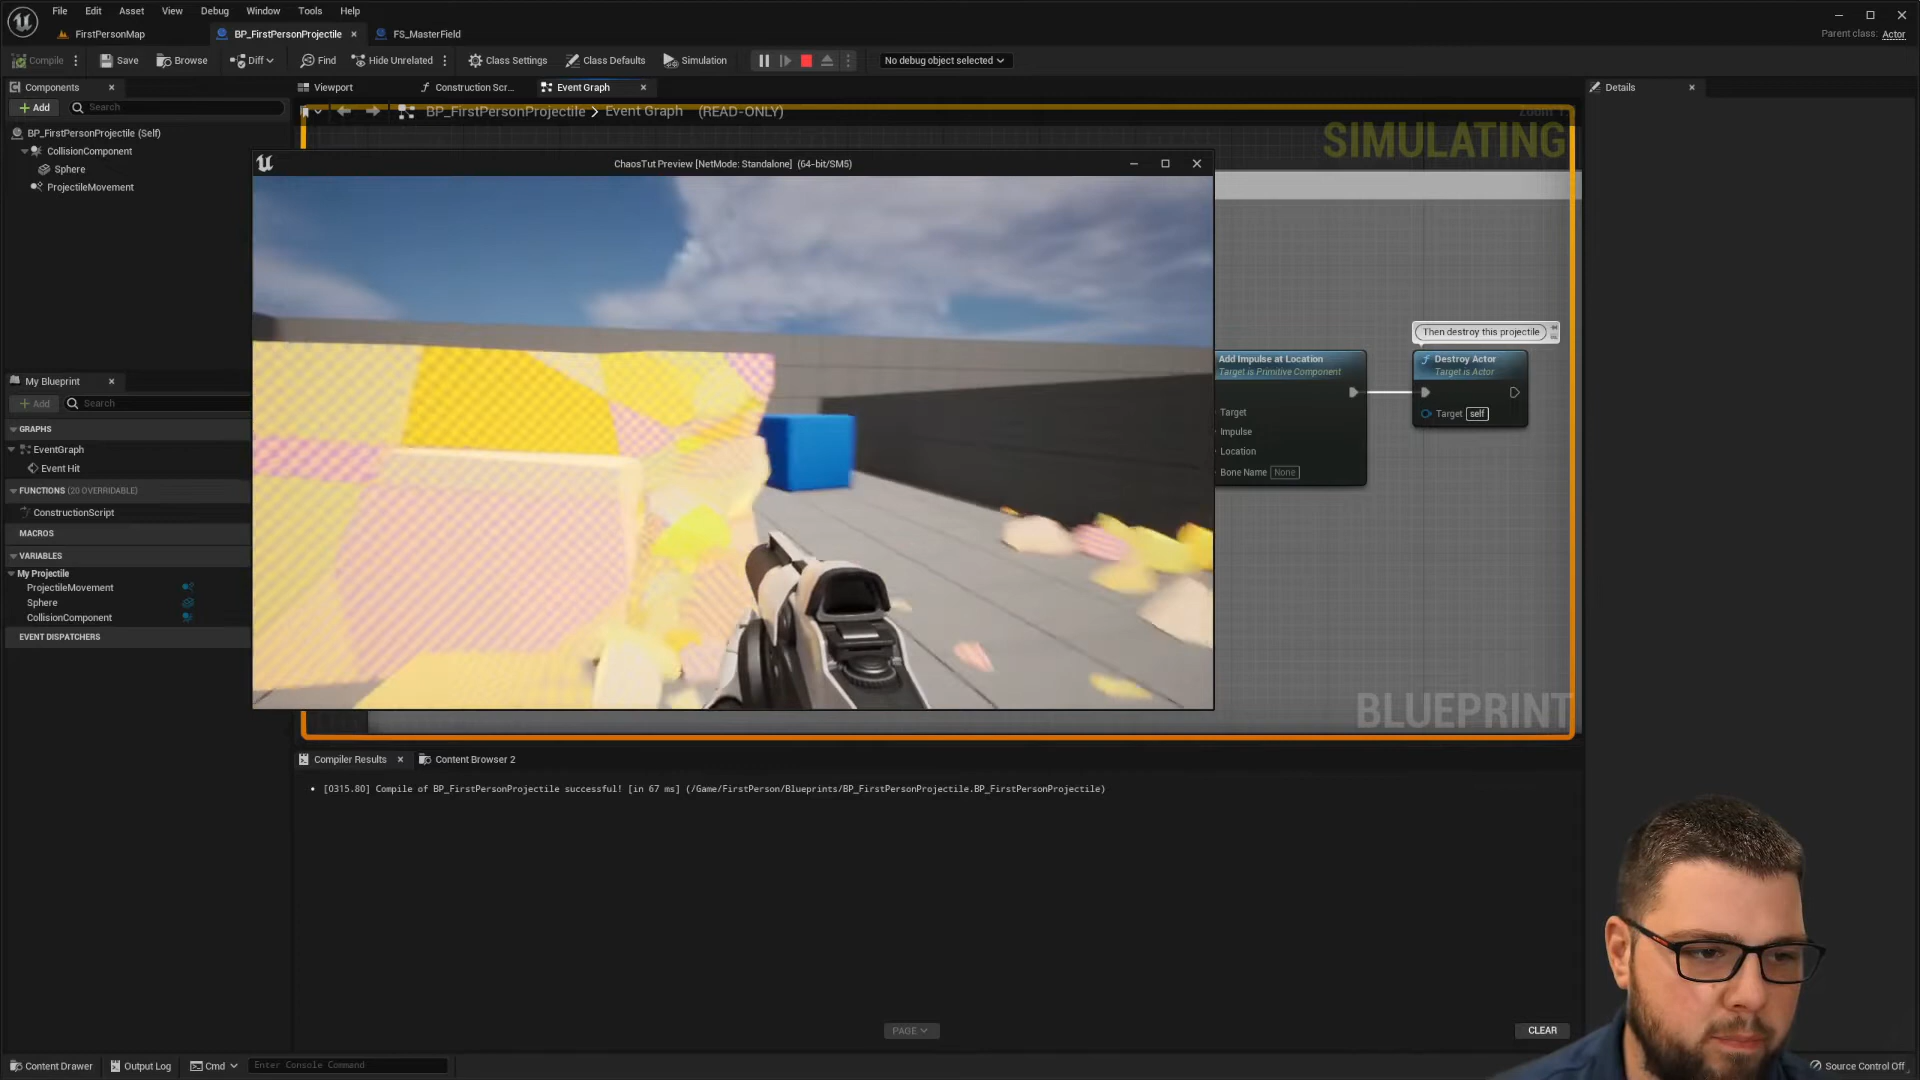 File Edit Asset View Debug Window Tools Help
FirstPersonMap BP_FirstPersonProjectile FS_MasterField
Parent class: Actor
Compile Save Browse Diff Find Hide Unrelated Class Settings Class Defaults Simulation No debug object selected
Components Viewport Construction Scr... Event Graph Details
Add Search
BP_FirstPersonProjectile > Event Graph (READ-ONLY)
SIMULATING
BP_FirstPersonProjectile (Self)
CollisionComponent
Sphere
ProjectileMovement
ChaosTut Preview [NetMode: Standalone] (64-bit/SM5)
Then destroy this projectile
Add Impulse at Location
Target is Primitive Component
Target
Impulse
Location
Bone Name None
Destroy Actor
Target is Actor
Target self
My Blueprint
Add Search
GRAPHS
EventGraph
Event Hit
FUNCTIONS (20 OVERRIDABLE)
ConstructionScript
MACROS
VARIABLES
My Projectile
ProjectileMovement
Sphere
CollisionComponent
EVENT DISPATCHERS
BLUEPRINT
Compiler Results Content Browser 2
[0315.80] Compile of BP_FirstPersonProjectile successful! [in 67 ms] (/Game/FirstPerson/Blueprints/BP_FirstPersonProjectile.BP_FirstPersonProjectile)
PAGE
CLEAR
Content Drawer Output Log Cmd Enter Console Command Source Control Off